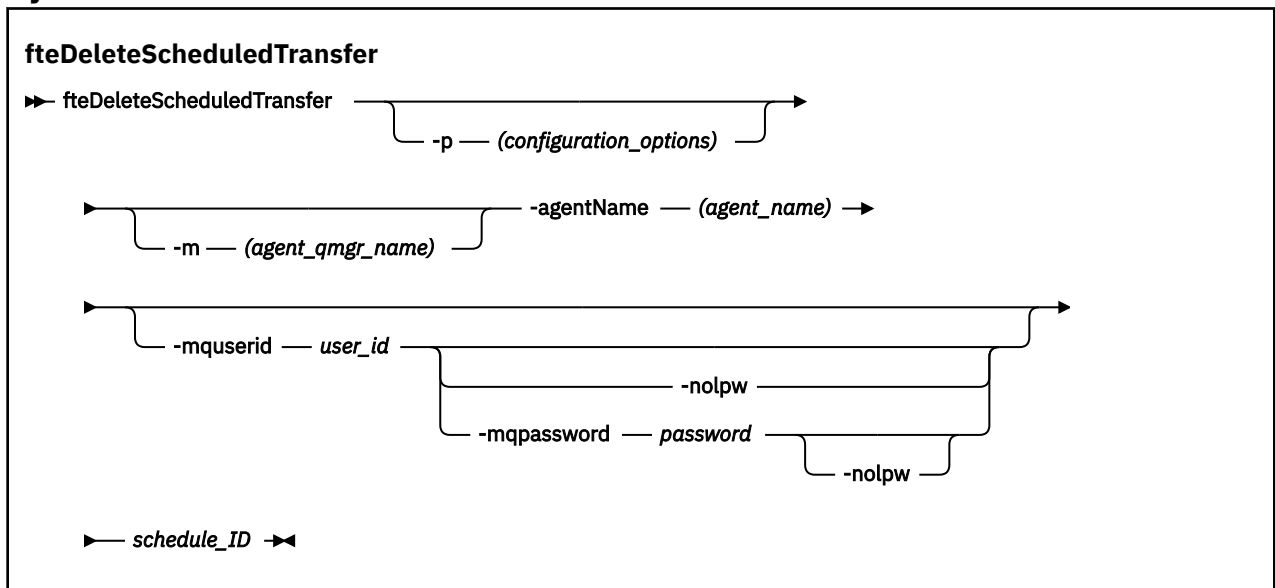 fteDeleteScheduledTransfer
fteDeleteScheduledTransfer
-p (configuration_options)
-agentName (agent_name)
-m (agent_qmgr_name)
-mquserid user_id
-nolpw
-mqpassword password
-nolpw
schedule_ID